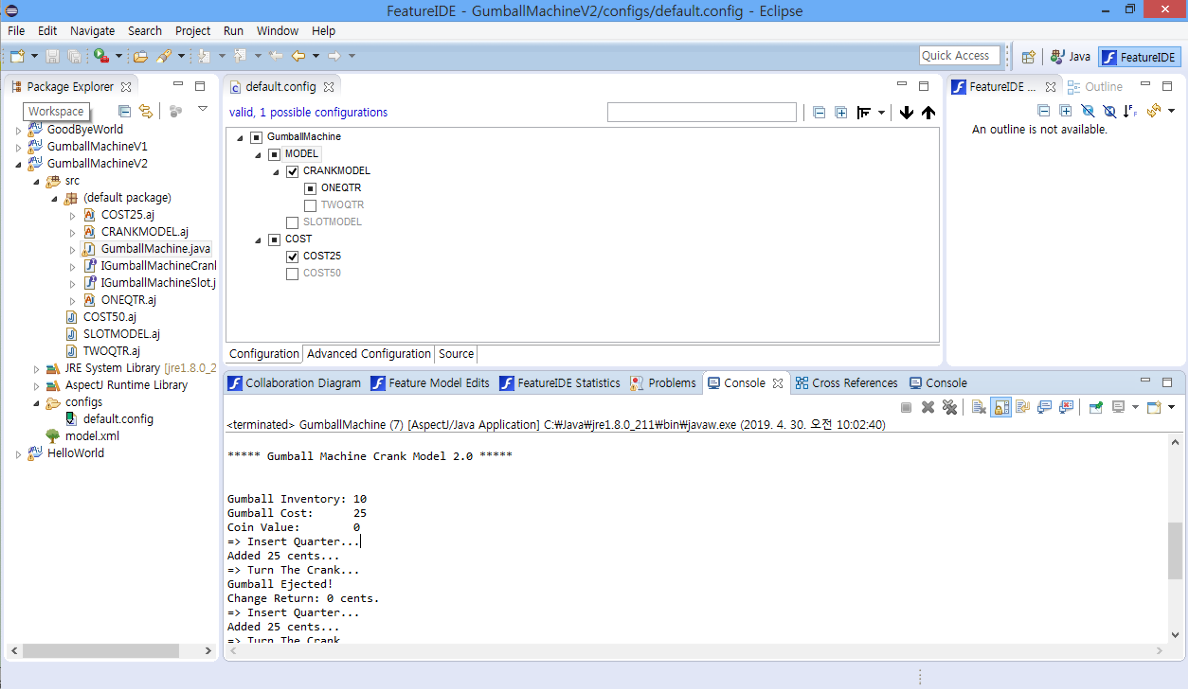 FeatureIDE - GumballMachineV2/configs/default.config - Eclipse
File Edit Navigate Search Project Run Window Help
Quick Access
Java
FeatureIDE
Package Explorer
Workspace
GoodByeWorld
GumballMachineV1
GumballMachineV2
src
(default package)
COST25.aj
CRANKMODEL.aj
GumballMachine.java
IGumballMachineCranl
IGumballMachineSlot.j
ONEQTR.aj
COST50.aj
SLOTMODEL.aj
TWOQTR.aj
JRE System Library [jre1.8.0_2
AspectJ Runtime Library
configs
default.config
model.xml
HelloWorld
default.config
valid, 1 possible configurations
GumballMachine
MODEL
CRANKMODEL
ONEQTR
TWOQTR
SLOTMODEL
COST
COST25
COST50
Configuration Advanced Configuration Source
FeatureIDE ...
Outline
An outline is not available.
Collaboration Diagram Feature Model Edits FeatureIDE Statistics Problems Console Cross References Console
<terminated> GumballMachine (7) [AspectJ/Java Application] C:₩Java₩jre1.8.0_211₩bin₩javaw.exe (2019. 4. 30. 오전 10:02:40)
***** Gumball Machine Crank Model 2.0 *****
Gumball Inventory: 10
Gumball Cost: 25
Coin Value: 0
=> Insert Quarter...
Added 25 cents...
=> Turn The Crank...
Gumball Ejected!
Change Return: 0 cents.
=> Insert Quarter...
Added 25 cents...
=> Turn The Crank